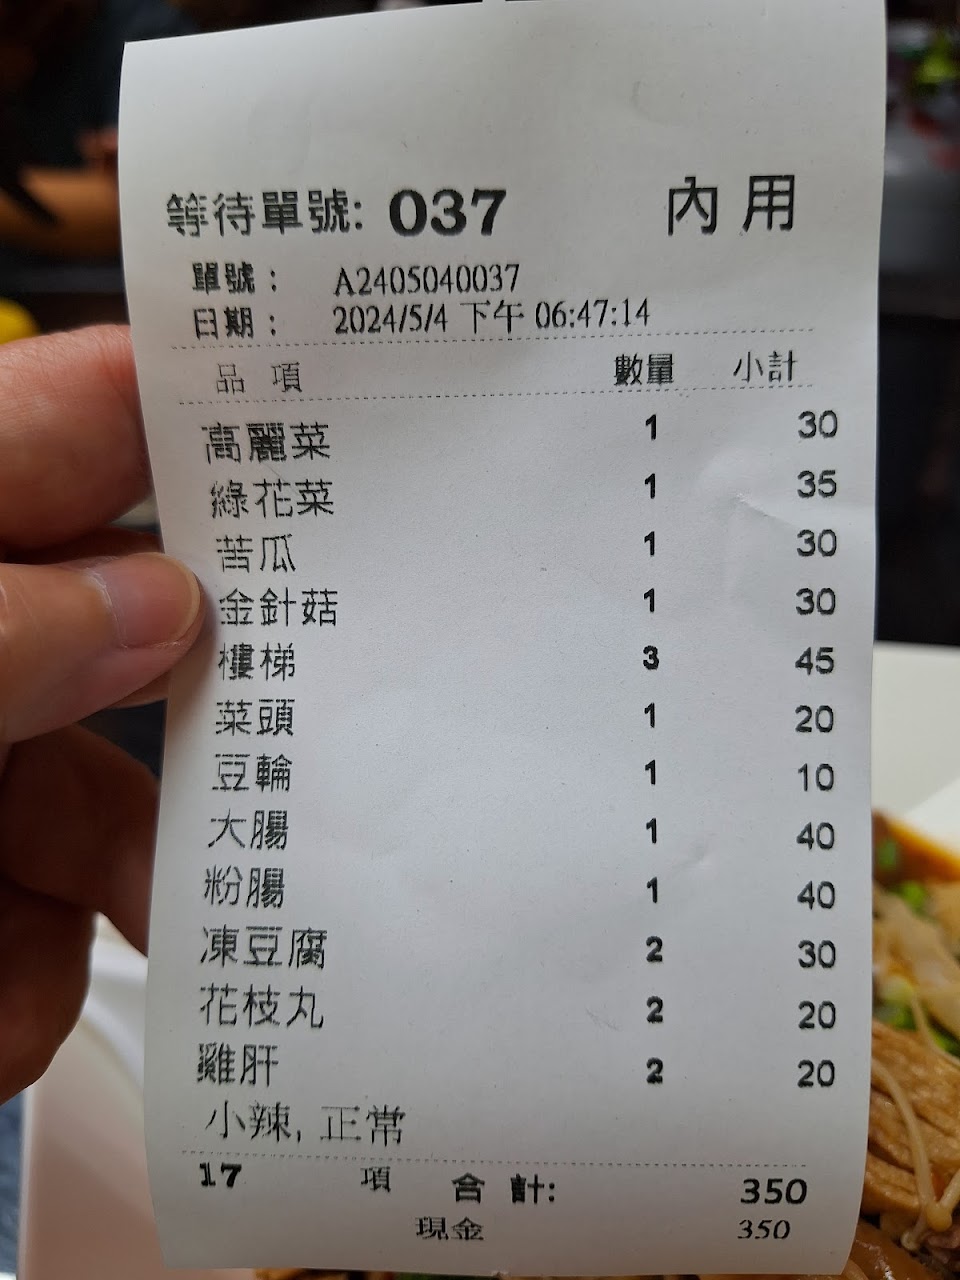 等待單號: 037 內用
單號： A2405040037
日期： 2024/5/4 下午 06:47:14
品項 數量 小計
高麗菜 1 30
綠花菜 1 35
苦瓜 1 30
金針菇 1 30
樓梯 3 45
菜頭 1 20
豆輪 1 10
大腸 1 40
粉腸 1 40
凍豆腐 2 30
花枝丸 2 20
雞肝 2 20
小辣, 正常
17 項 合計: 350
現金 350